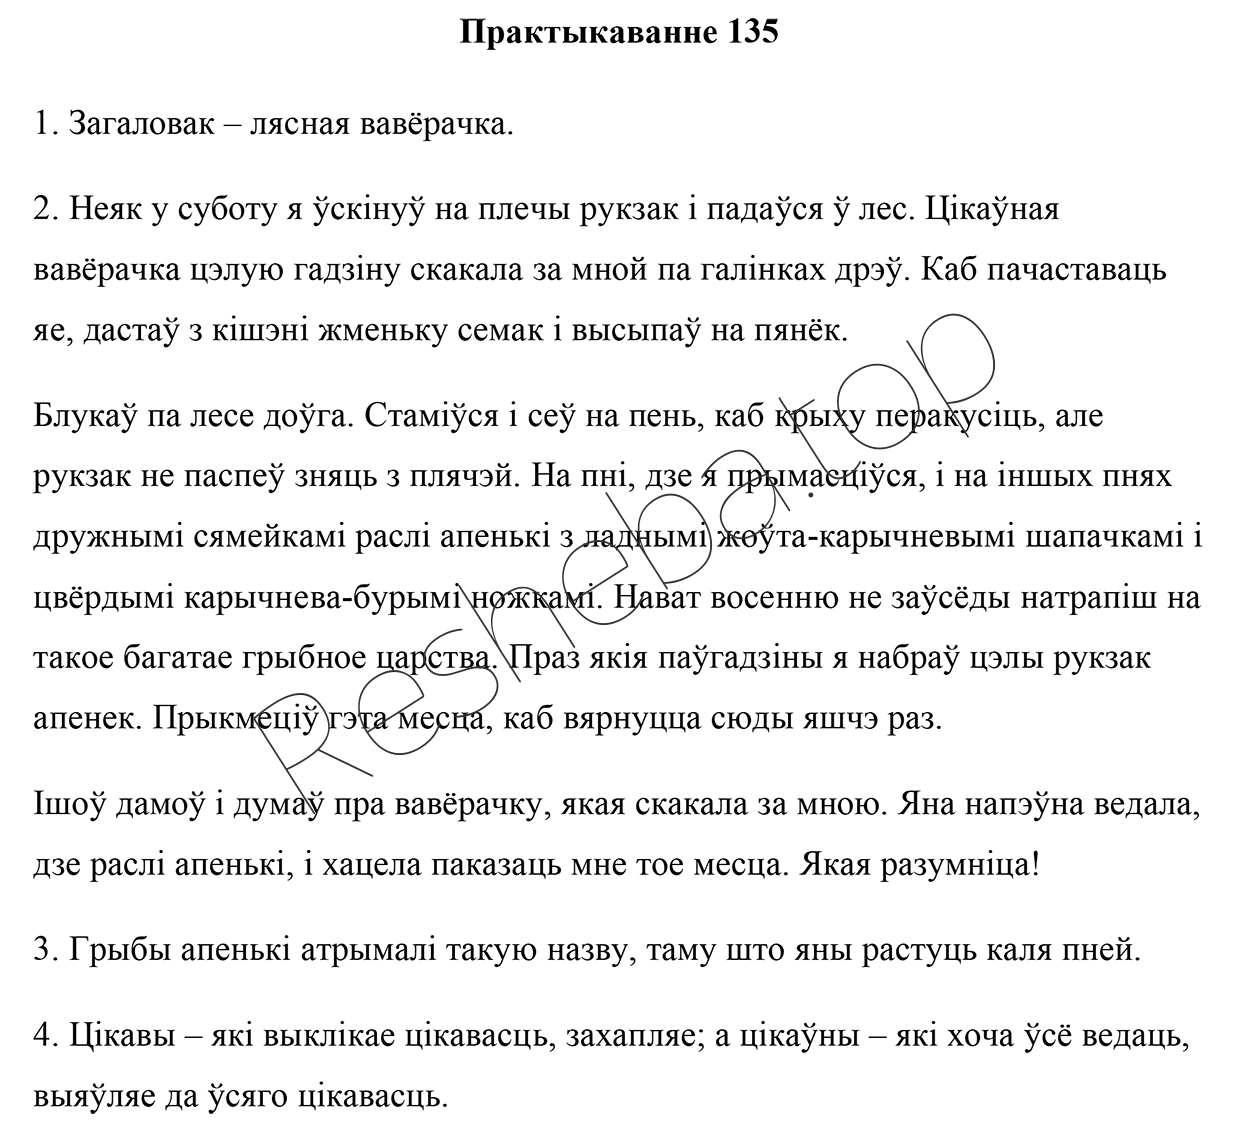 Практыкаванне 135
1. Загаловак – лясная вавёрачка.
2. Неяк у суботу я ўскінуў на плечы рукзак і падаўся ў лес. Цікаўная
вавёрачка цэлую гадзіну скакала за мной па галінках дрэў. Каб пачаставаць
яе, дастаў з кішэні жменьку семак і высыпаў на пянёк.
Блукаў па лесе доўга. Стаміўся і сеў на пень, каб крыху перакусіць, але
рукзак не паспеў зняць з плячэй. На пні, дзе я прымасціўся, і на іншых пнях
дружнымі сямейкамі раслі апенькі з ладнымі жоўта-карычневымі шапачкамі і
цвёрдымі карычнева-бурымі ножкамі. Нават восенню не заўсёды натрапіш на
такое багатае грыбное царства. Праз якія паўгадзіны я набраў цэлы рукзак
апенек. Прыкмеціў гэта месца, каб вярнуцца сюды яшчэ раз.
Ішоў дамоў і думаў пра вавёрачку, якая скакала за мною. Яна напэўна ведала,
дзе раслі апенькі, і хацела паказаць мне тое месца. Якая разумніца!
3. Грыбы апенькі атрымалі такую назву, таму што яны растуць каля пней.
4. Цікавы – які выклікае цікавасць, захапляе; а цікаўны – які хоча ўсё ведаць,
выяўляе да ўсяго цікавасць.
Resheba.top